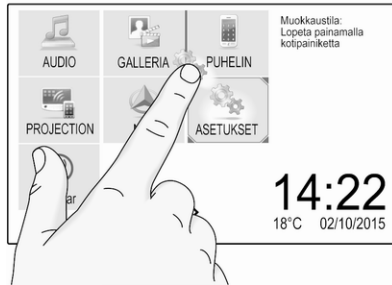 AUDIO
GALLERIA
PUHELIN
Muokkaustila:
Lopeta painamalla
kotipainiketta
PROJECTION
ASETUKSET
14:22
18°C 02/10/2015